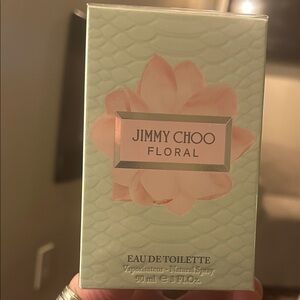 JIMMY CHOO
FLORAL
EAU DE TOILETTE
Vaporisateur - Natural Spray
90 ml ℮ 3 FL.Oz.